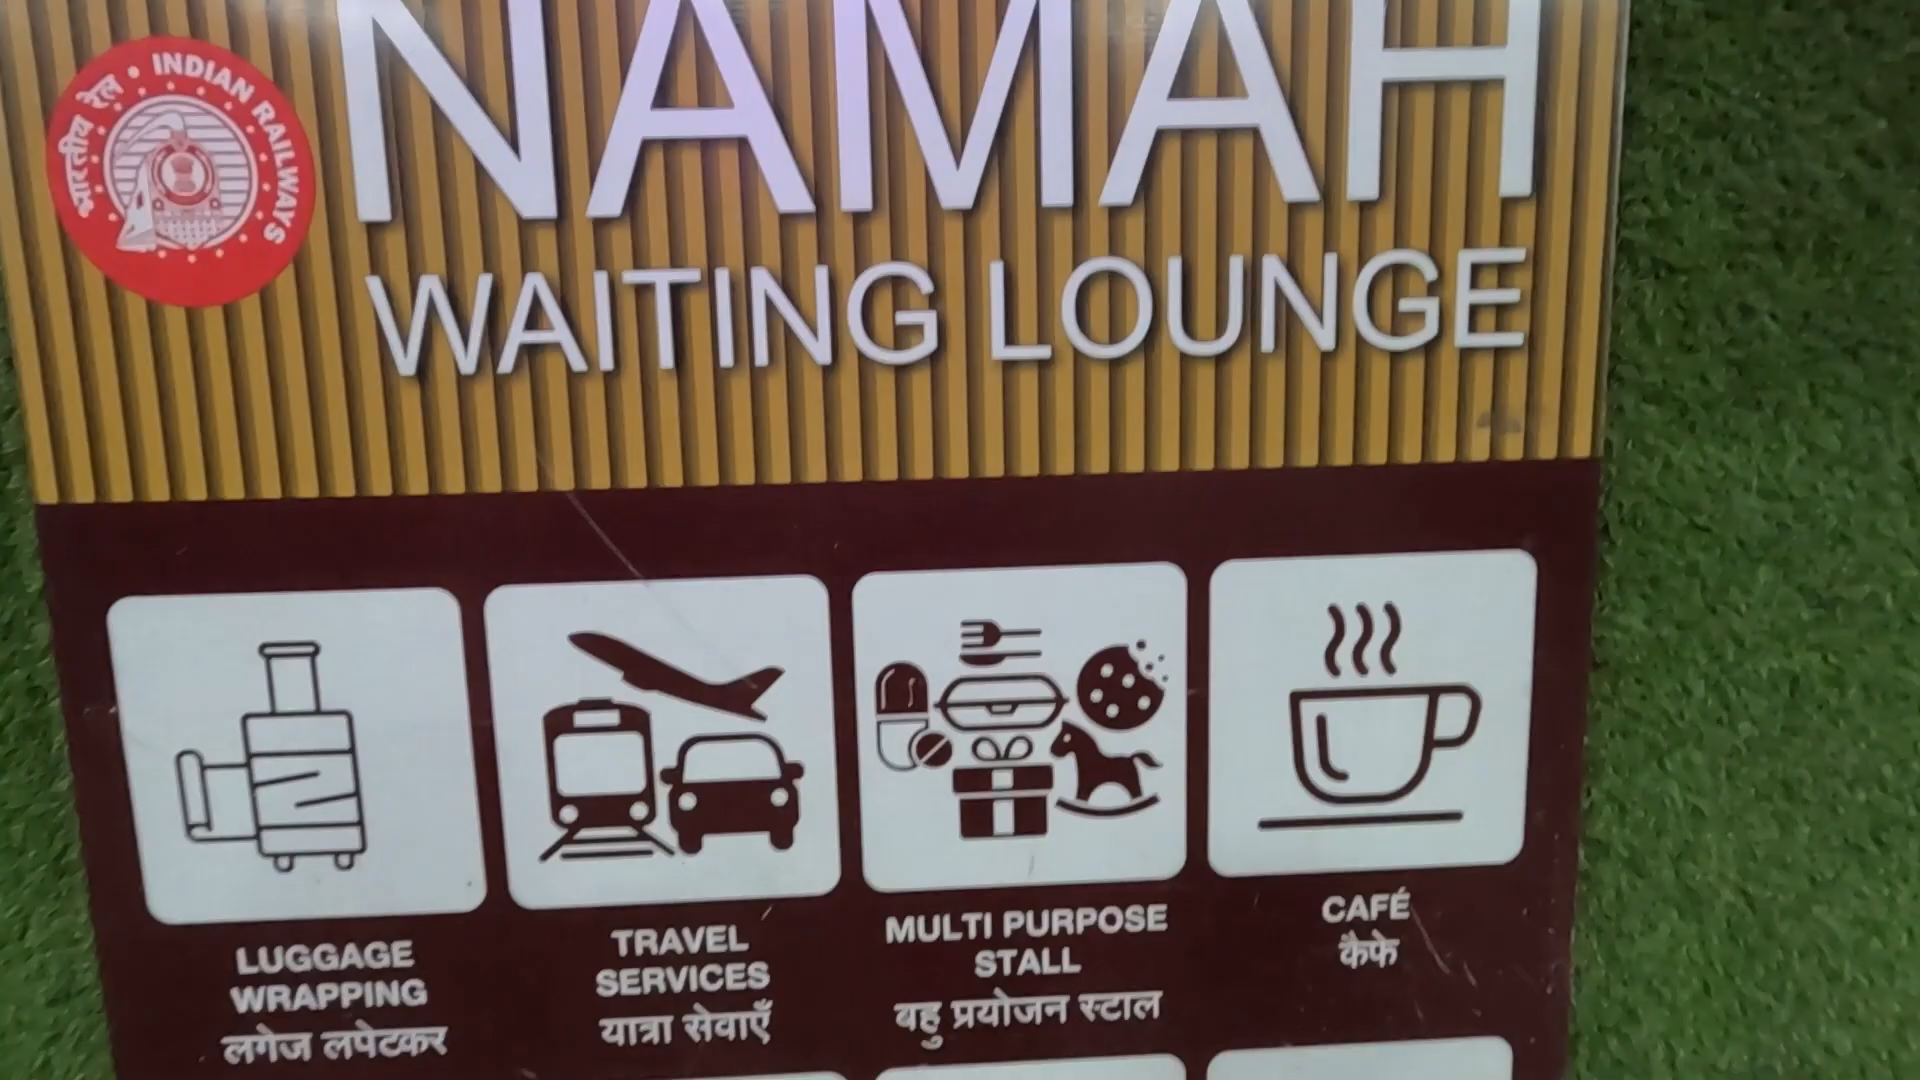 भारतीय रेल • INDIAN RAILWAYS
NAMAH
WAITING LOUNGE
LUGGAGE
WRAPPING
लगेज लपेटकर
TRAVEL
SERVICES
यात्रा सेवाएँ
MULTI PURPOSE
STALL
बहु प्रयोजन स्टाल
CAFÉ
कैफे